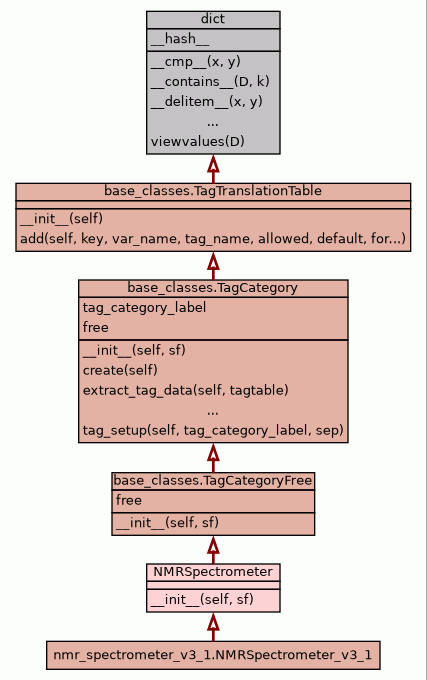 dict
__hash__
__cmp__(x, y)
__contains__(D, k)
__delitem__(x, y)
...
viewvalues(D)
base_classes.TagTranslationTable
__init__(self)
add(self, key, var_name, tag_name, allowed, default, for...)
base_classes.TagCategory
tag_category_label
free
__init__(self, sf)
create(self)
extract_tag_data(self, tagtable)
...
tag_setup(self, tag_category_label, sep)
base_classes.TagCategoryFree
free
__init__(self, sf)
NMRSpectrometer
__init__(self, sf)
nmr_spectrometer_v3_1.NMRSpectrometer_v3_1